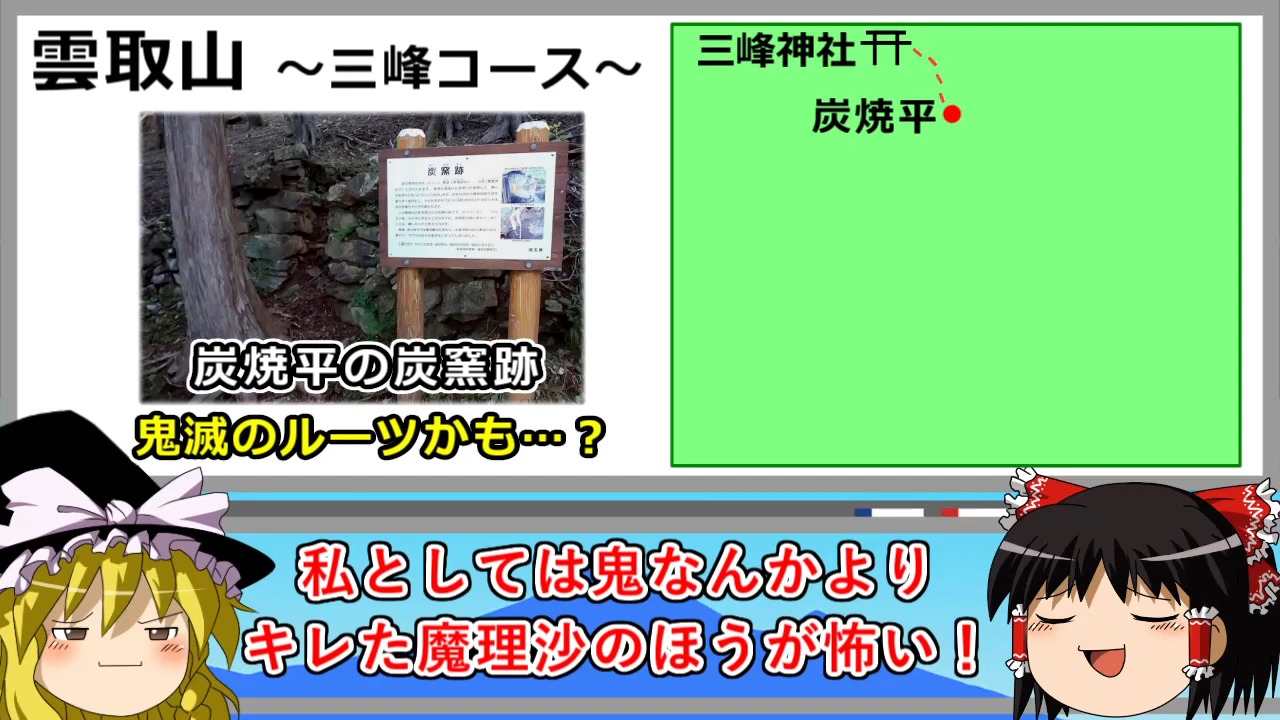 雲取山 ～三峰コース～
三峰神社
炭焼平
炭窯跡
炭焼平の炭窯跡
鬼滅のルーツかも…？
私としては鬼なんかより
キレた魔理沙のほうが怖い！